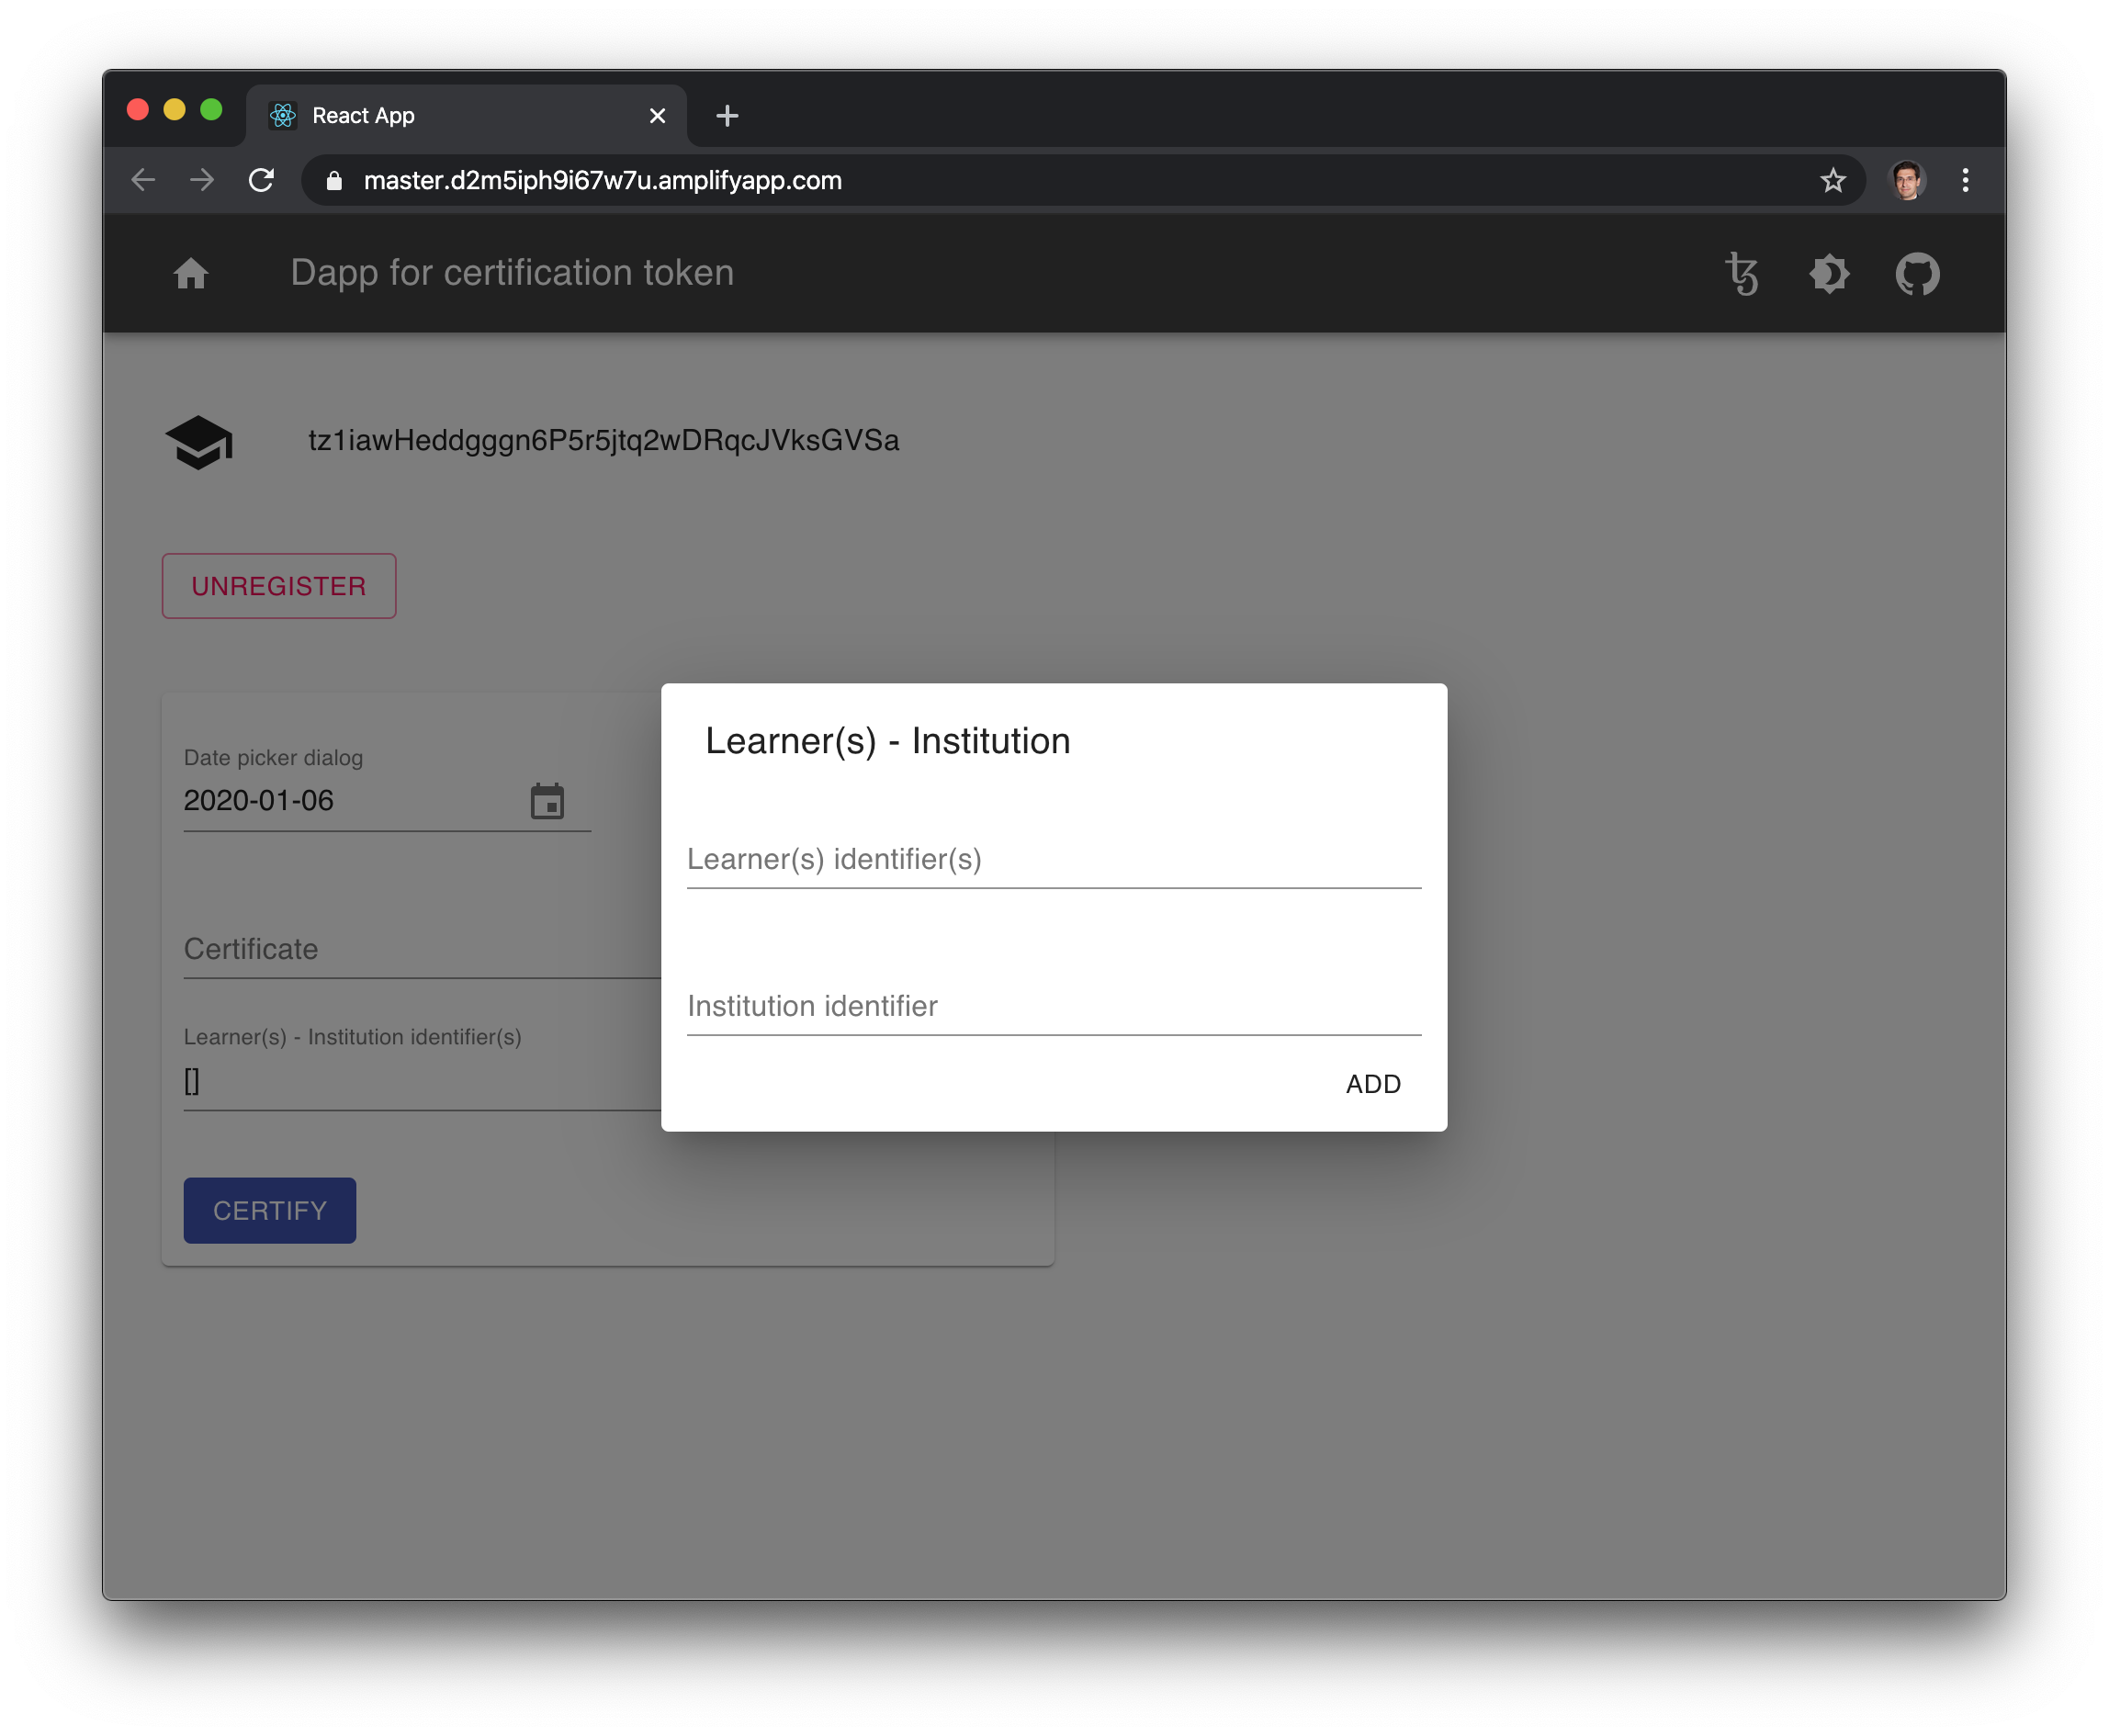 React App
master.d2m5iph9i67w7u.amplifyapp.com
Dapp for certification token
tz1iawHeddgggn6P5r5jtq2wDRqcJVksGVSa
UNREGISTER
Date picker dialog
2020-01-06
Certificate
Learner(s) - Institution identifier(s)
[]
CERTIFY
Learner(s) - Institution
Learner(s) identifier(s)
Institution identifier
ADD